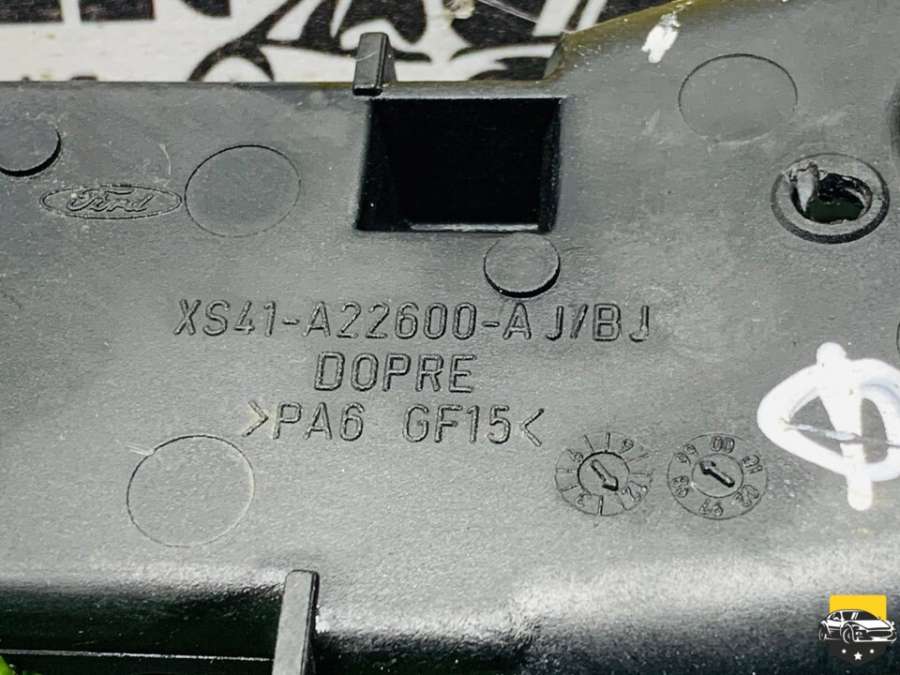 Ford
XS41-A22600-AJ/BJ
DOPRE
>PA6 GF15<